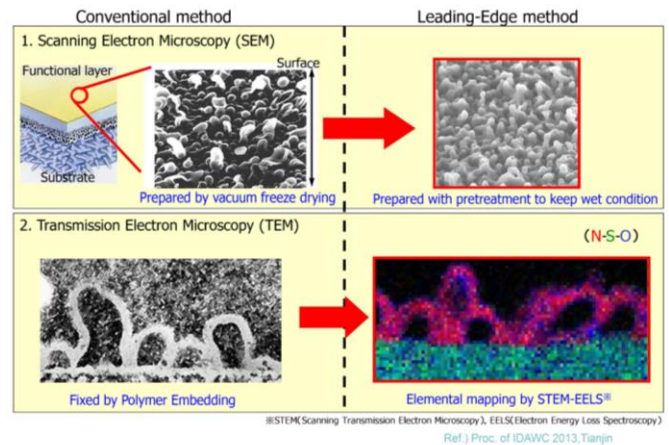 Conventional method
Leading-Edge method
1. Scanning Electron Microscopy (SEM)
Functional layer
Surface
Substrate
Prepared by vacuum freeze drying
Prepared with pretreatment to keep wet condition
2. Transmission Electron Microscopy (TEM)
(N-S-O)
Fixed by Polymer Embedding
Elemental mapping by STEM-EELS※
※STEM(Scanning Transmission Electron Microscopy), EELS(Electron Energy Loss Spectroscopy)
Ref.) Proc. of IDAWC 2013,Tianjin